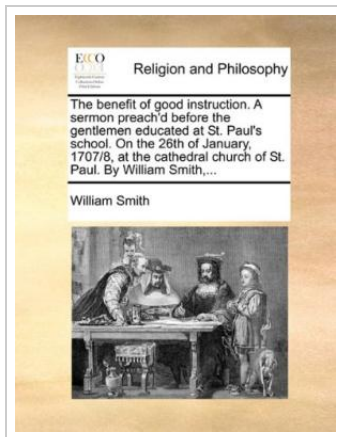 ECCO
Religion and Philosophy
The benefit of good instruction. A
sermon preach'd before the
gentlemen educated at St. Paul's
school. On the 26th of January,
1707/8, at the cathedral church of St.
Paul. By William Smith,...
William Smith